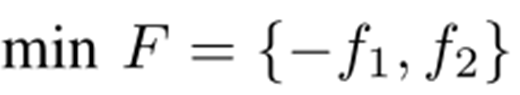 min F = {−f₁, f₂}